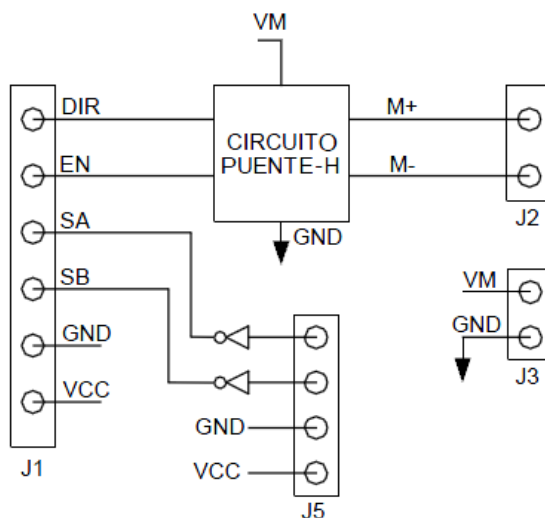 VM
DIR
M+
CIRCUITO
PUENTE-H
EN
M-
SA
GND
J2
SB
VM
GND
GND
J3
VCC
J1
GND
VCC
J5